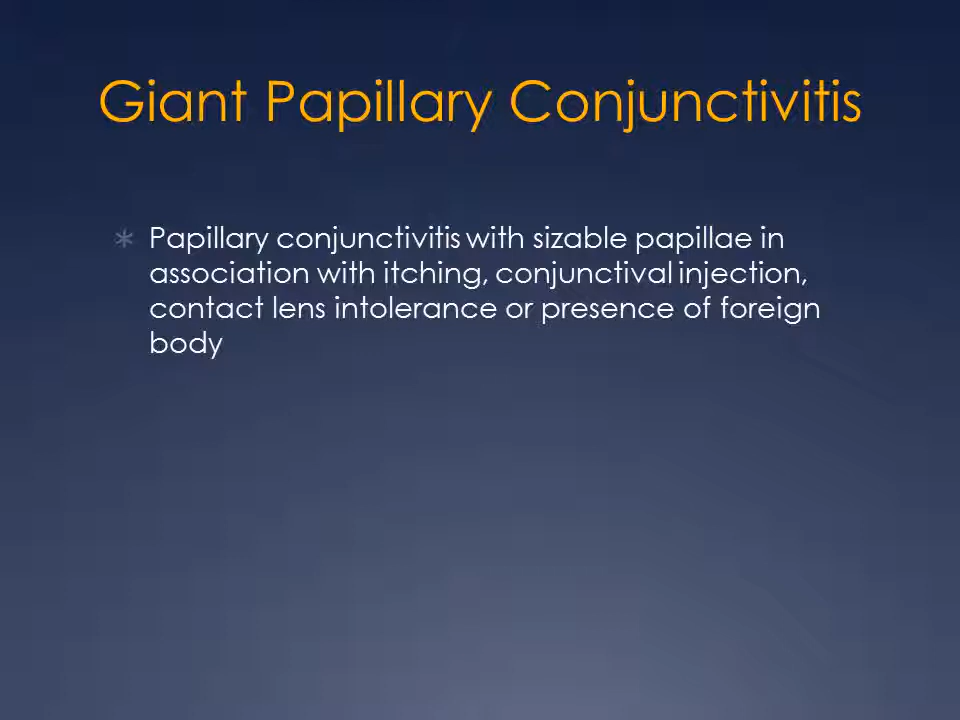 Giant Papillary Conjunctivitis
Papillary conjunctivitis with sizable papillae in
association with itching, conjunctival injection,
contact lens intolerance or presence of foreign
body